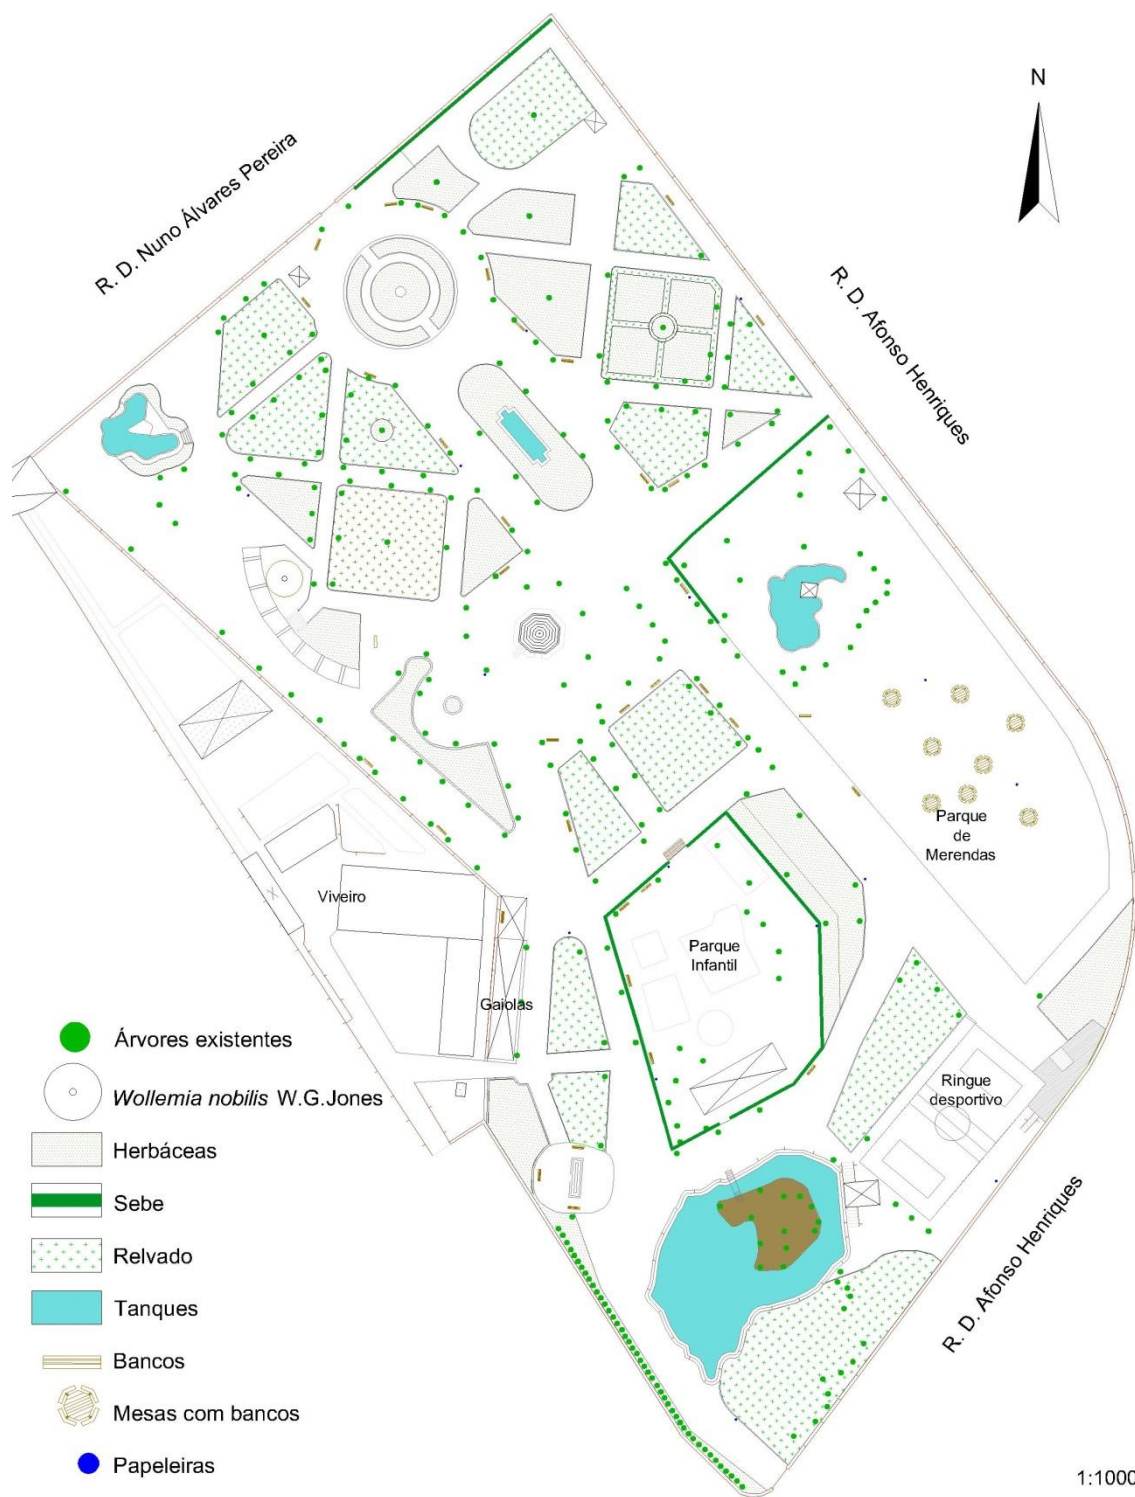 N
R. D. Nuno Álvares Pereira
R. D. Afonso Henriques
Parque
de
Merendas
Viveiro
Parque
Infantil
Gaiolas
Ringue
desportivo
R. D. Afonso Henriques
Árvores existentes
Wollemia nobilis W.G.Jones
Herbáceas
Sebe
Relvado
Tanques
Bancos
Mesas com bancos
Papeleiras
1:1000